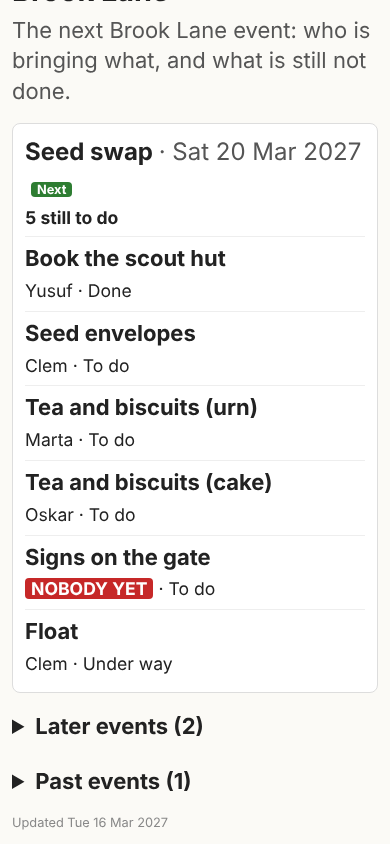 The next Brook Lane event: who is
bringing what, and what is still not
done.
Seed swap · Sat 20 Mar 2027
Next
5 still to do
Book the scout hut
Yusuf · Done
Seed envelopes
Clem · To do
Tea and biscuits (urn)
Marta · To do
Tea and biscuits (cake)
Oskar · To do
Signs on the gate
NOBODY YET · To do
Float
Clem · Under way
▶ Later events (2)
▶ Past events (1)
Updated Tue 16 Mar 2027